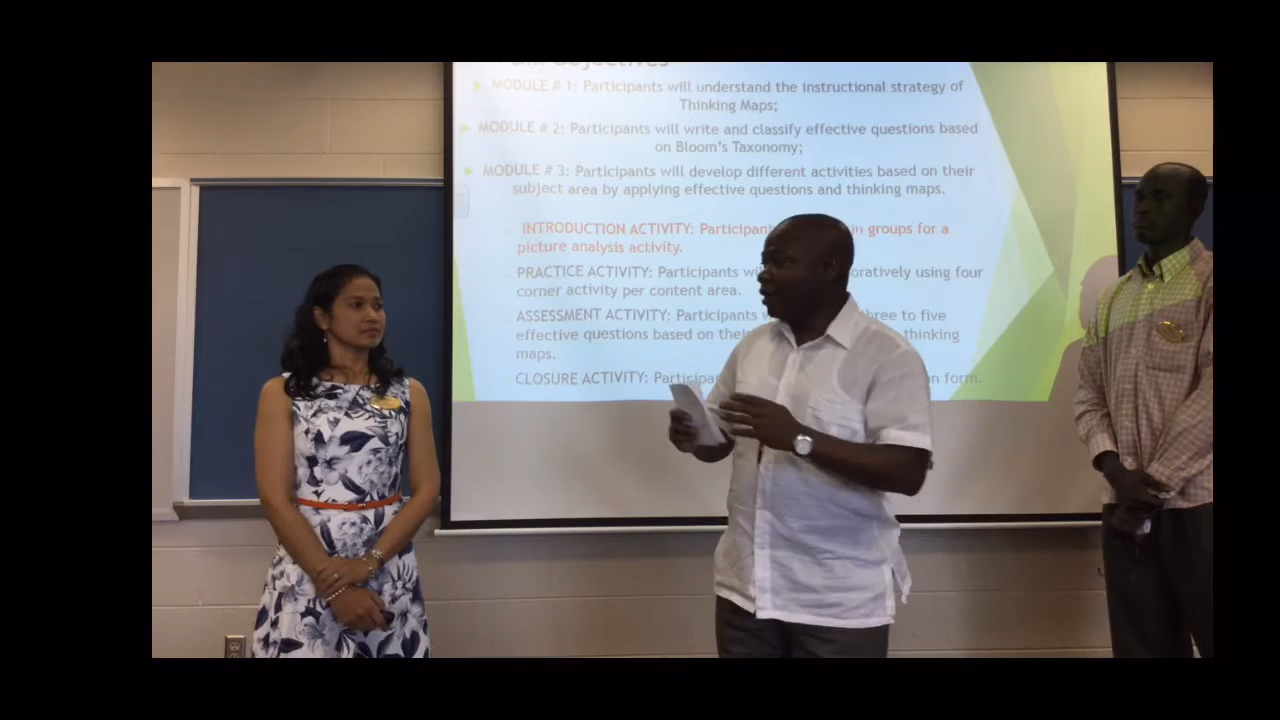 Objectives
MODULE # 1: Participants will understand the instructional strategy of
Thinking Maps;
MODULE # 2: Participants will write and classify effective questions based
on Bloom's Taxonomy;
MODULE # 3: Participants will develop different activities based on their
subject area by applying effective questions and thinking maps.
INTRODUCTION ACTIVITY: in groups for a
picture analysis activity.
PRACTICE ACTIVITY: Participants using four
corner activity per content area.
ASSESSMENT ACTIVITY: Participants three to five
effective questions based on their thinking
maps.
CLOSURE ACTIVITY: form.